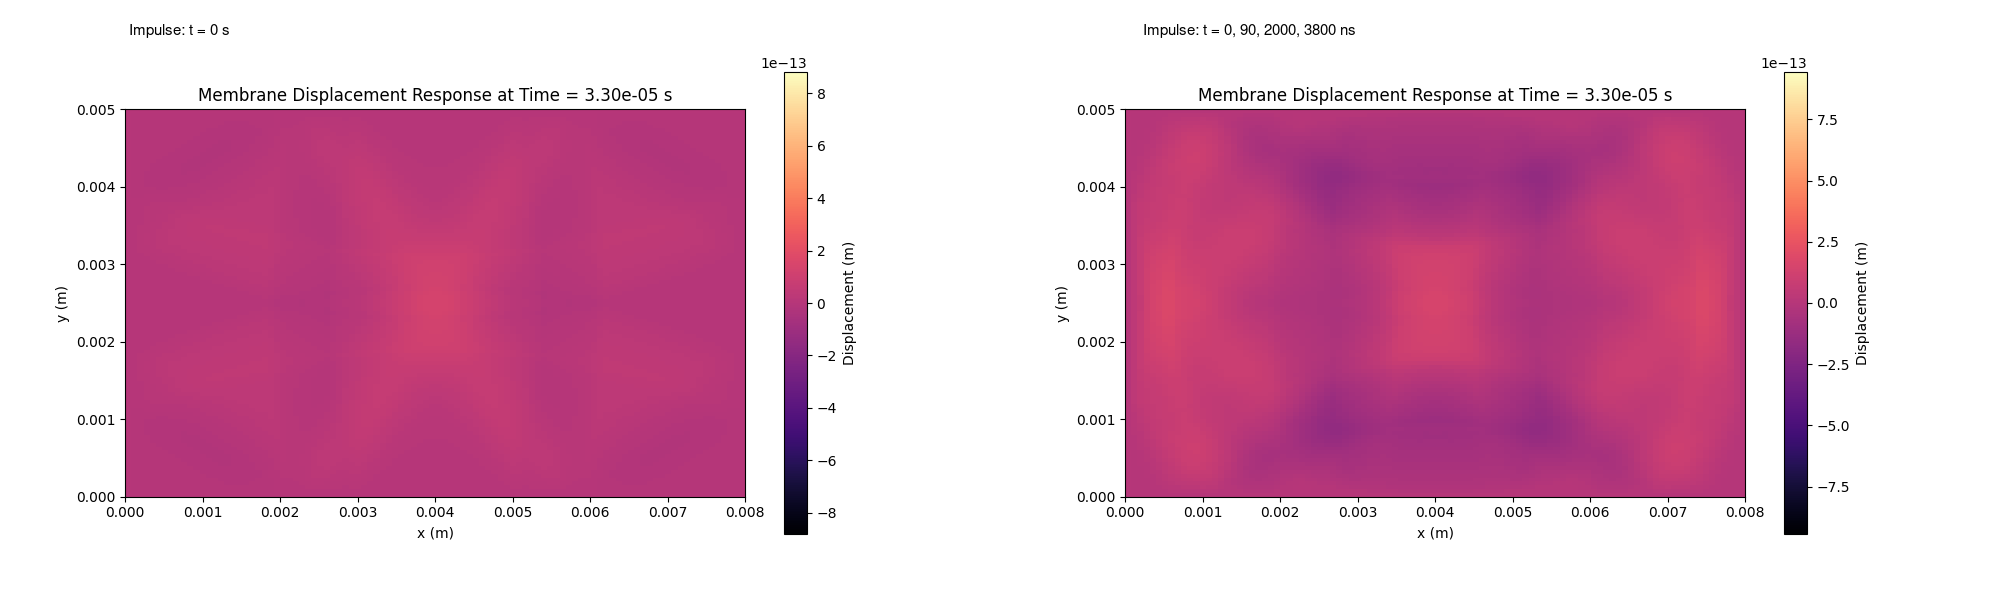 Impulse: t = 0 s
Impulse: t = 0, 90, 2000, 3800 ns
1e−13
Membrane Displacement Response at Time = 3.30e-05 s
0.005
0.004
0.003
0.002
0.001
0.000
y (m)
0.000 0.001 0.002 0.003 0.004 0.005 0.006 0.007 0.008
x (m)
8
6
4
2
0
−2
−4
−6
−8
Displacement (m)
1e−13
Membrane Displacement Response at Time = 3.30e-05 s
0.005
0.004
0.003
0.002
0.001
0.000
y (m)
0.000 0.001 0.002 0.003 0.004 0.005 0.006 0.007 0.008
x (m)
7.5
5.0
2.5
0.0
−2.5
−5.0
−7.5
Displacement (m)